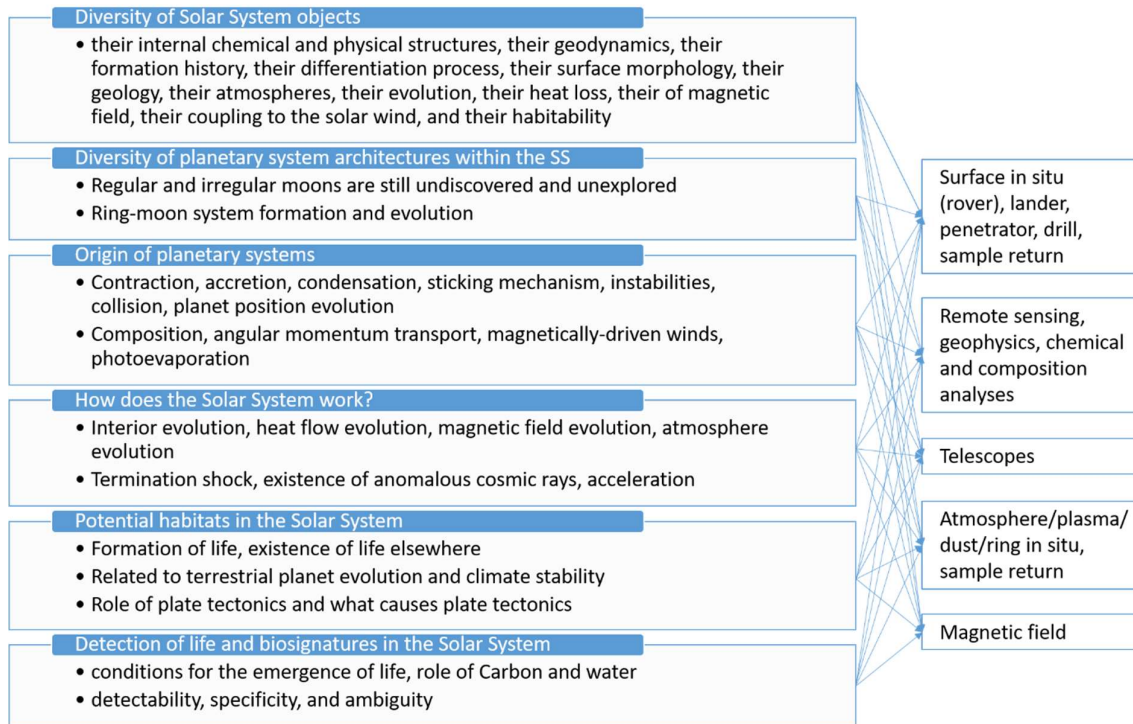 Diversity of Solar System objects
• their internal chemical and physical structures, their geodynamics, their
formation history, their differentiation process, their surface morphology, their
geology, their atmospheres, their evolution, their heat loss, their of magnetic
field, their coupling to the solar wind, and their habitability
Diversity of planetary system architectures within the SS
• Regular and irregular moons are still undiscovered and unexplored
• Ring-moon system formation and evolution
Origin of planetary systems
• Contraction, accretion, condensation, sticking mechanism, instabilities,
collision, planet position evolution
• Composition, angular momentum transport, magnetically-driven winds,
photoevaporation
How does the Solar System work?
• Interior evolution, heat flow evolution, magnetic field evolution, atmosphere
evolution
• Termination shock, existence of anomalous cosmic rays, acceleration
Potential habitats in the Solar System
• Formation of life, existence of life elsewhere
• Related to terrestrial planet evolution and climate stability
• Role of plate tectonics and what causes plate tectonics
Detection of life and biosignatures in the Solar System
• conditions for the emergence of life, role of Carbon and water
• detectability, specificity, and ambiguity
Surface in situ
(rover), lander,
penetrator, drill,
sample return
Remote sensing,
geophysics, chemical
and composition
analyses
Telescopes
Atmosphere/plasma/
dust/ring in situ,
sample return
Magnetic field